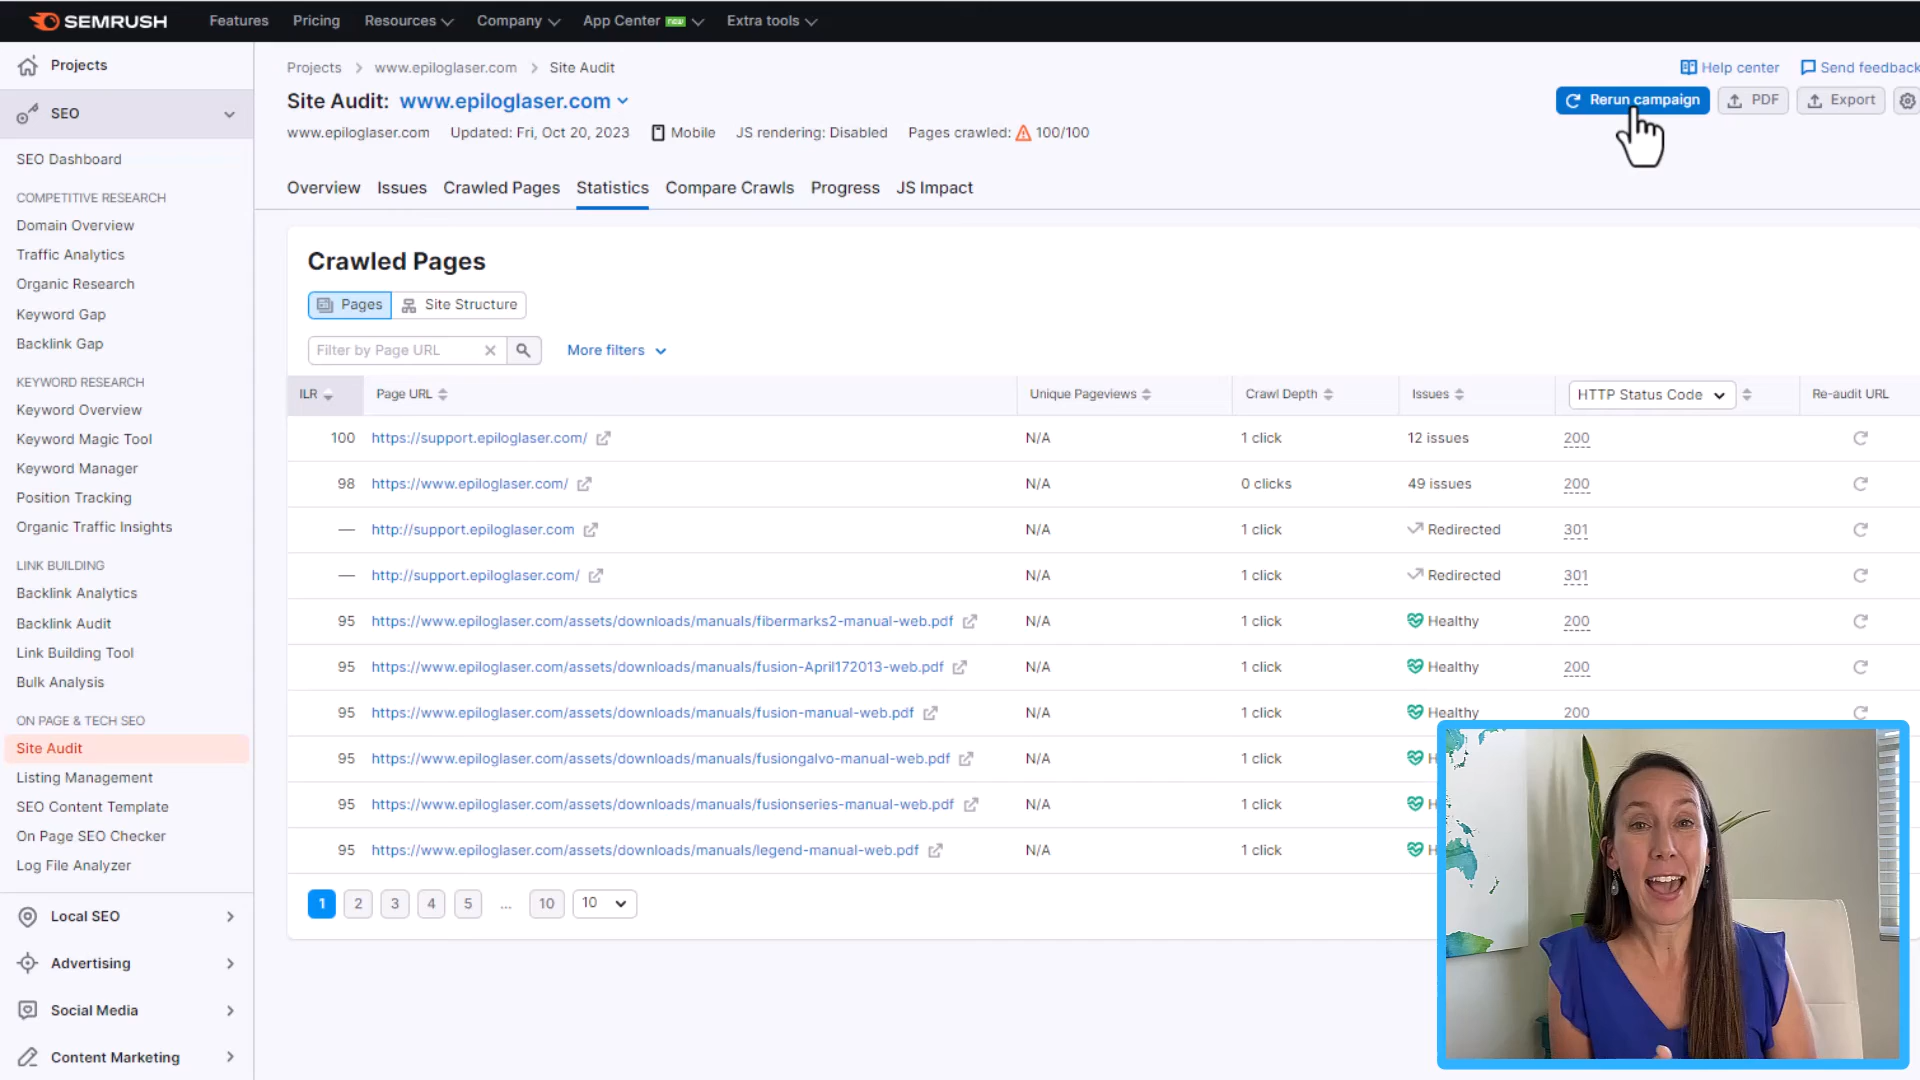 SEMRUSH
Features Pricing Resources Company App Center new Extra tools
Projects
SEO
SEO Dashboard
COMPETITIVE RESEARCH
Domain Overview
Traffic Analytics
Organic Research
Keyword Gap
Backlink Gap
KEYWORD RESEARCH
Keyword Overview
Keyword Magic Tool
Keyword Manager
Position Tracking
Organic Traffic Insights
LINK BUILDING
Backlink Analytics
Backlink Audit
Link Building Tool
Bulk Analysis
ON PAGE & TECH SEO
Site Audit
Listing Management
SEO Content Template
On Page SEO Checker
Log File Analyzer
Local SEO
Advertising
Social Media
Content Marketing
Projects > www.epiloglaser.com > Site Audit
Help center Send feedback
Site Audit: www.epiloglaser.com
Rerun campaign PDF Export
www.epiloglaser.com Updated: Fri, Oct 20, 2023 Mobile JS rendering: Disabled Pages crawled: 100/100
Overview Issues Crawled Pages Statistics Compare Crawls Progress JS Impact
Crawled Pages
Pages Site Structure
Filter by Page URL More filters
ILR Page URL Unique Pageviews Crawl Depth Issues HTTP Status Code Re-audit URL
100 https://support.epiloglaser.com/ N/A 1 click 12 issues 200
98 https://www.epiloglaser.com/ N/A 0 clicks 49 issues 200
— http://support.epiloglaser.com N/A 1 click Redirected 301
— http://support.epiloglaser.com/ N/A 1 click Redirected 301
95 https://www.epiloglaser.com/assets/downloads/manuals/fibermarks2-manual-web.pdf N/A 1 click Healthy 200
95 https://www.epiloglaser.com/assets/downloads/manuals/fusion-April172013-web.pdf N/A 1 click Healthy 200
95 https://www.epiloglaser.com/assets/downloads/manuals/fusion-manual-web.pdf N/A 1 click Healthy 200
95 https://www.epiloglaser.com/assets/downloads/manuals/fusiongalvo-manual-web.pdf N/A 1 click H
95 https://www.epiloglaser.com/assets/downloads/manuals/fusionseries-manual-web.pdf N/A 1 click H
95 https://www.epiloglaser.com/assets/downloads/manuals/legend-manual-web.pdf N/A 1 click H
1 2 3 4 5 ... 10 10